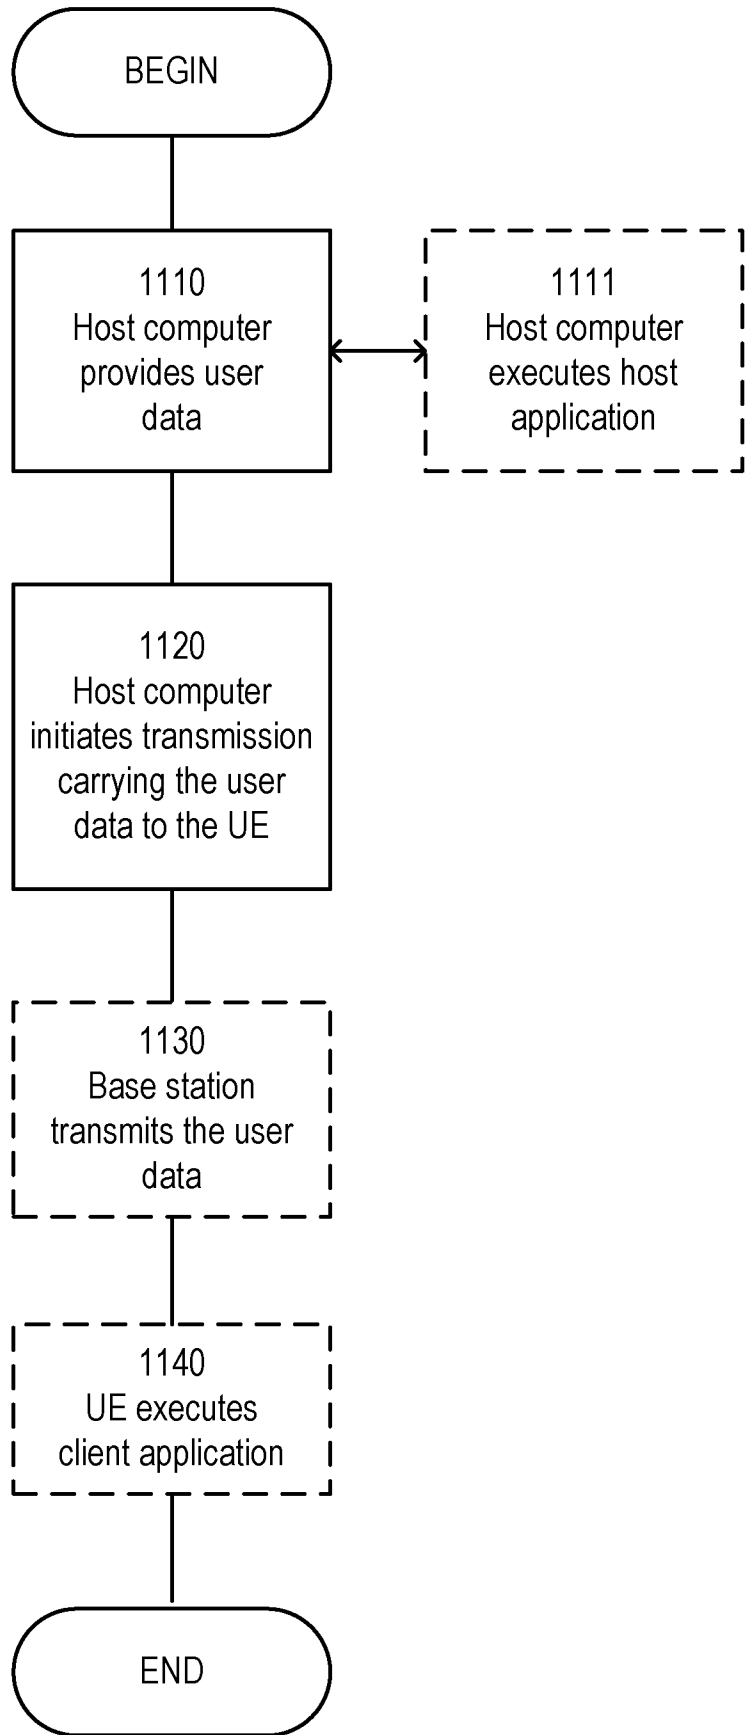 BEGIN
1110
Host computer
provides user
data
1111
Host computer
executes host
application
1120
Host computer
initiates transmission
carrying the user
data to the UE
1130
Base station
transmits the user
data
1140
UE executes
client application
END